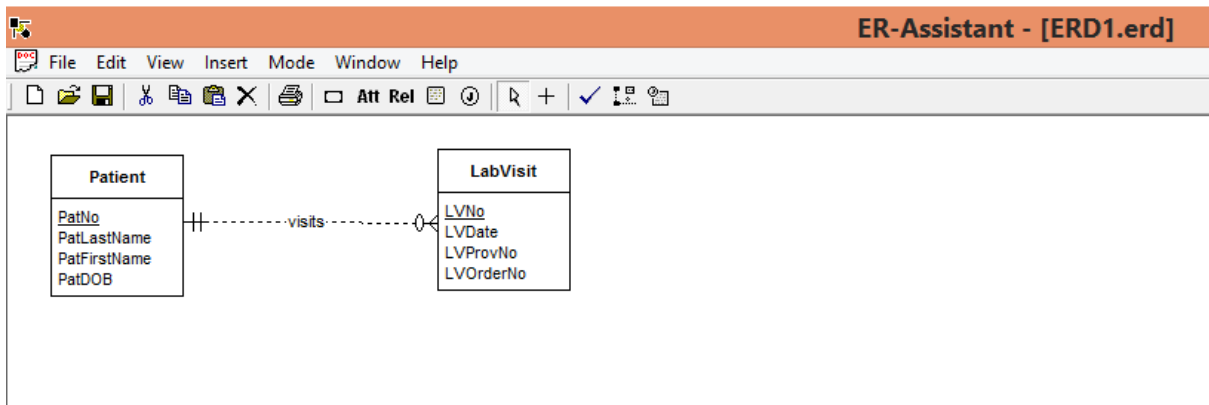 ER-Assistant - [ERD1.erd]
DOC File Edit View Insert Mode Window Help
Att Rel J
Patient
PatNo
PatLastName
PatFirstName
PatDOB
visits
LabVisit
LVNo
LVDate
LVProvNo
LVOrderNo